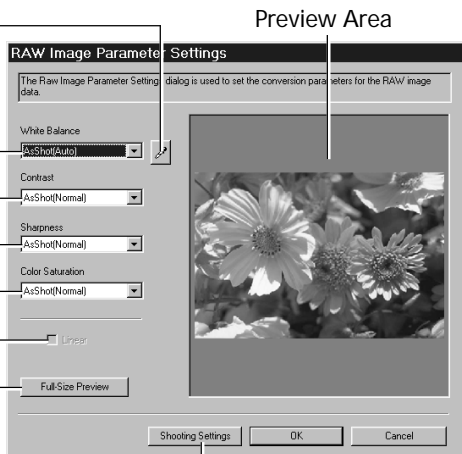 Preview Area
RAW Image Parameter Settings
The Raw Image Parameter Settings dialog is used to set the conversion parameters for the RAW image
data.
White Balance
AsShot(Auto)
Contrast
AsShot(Normal)
Sharpness
AsShot(Normal)
Color Saturation
AsShot(Normal)
Linear
Full-Size Preview
Shooting Settings
OK
Cancel